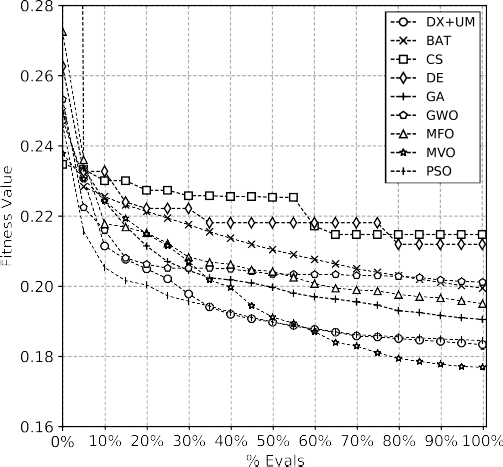 0.28
0.26
0.24
0.22
0.20
0.18
0.16
Fitness Value
DX+UM
BAT
CS
DE
GA
GWO
MFO
MVO
PSO
0% 10% 20% 30% 40% 50% 60% 70% 80% 90% 100%
% Evals